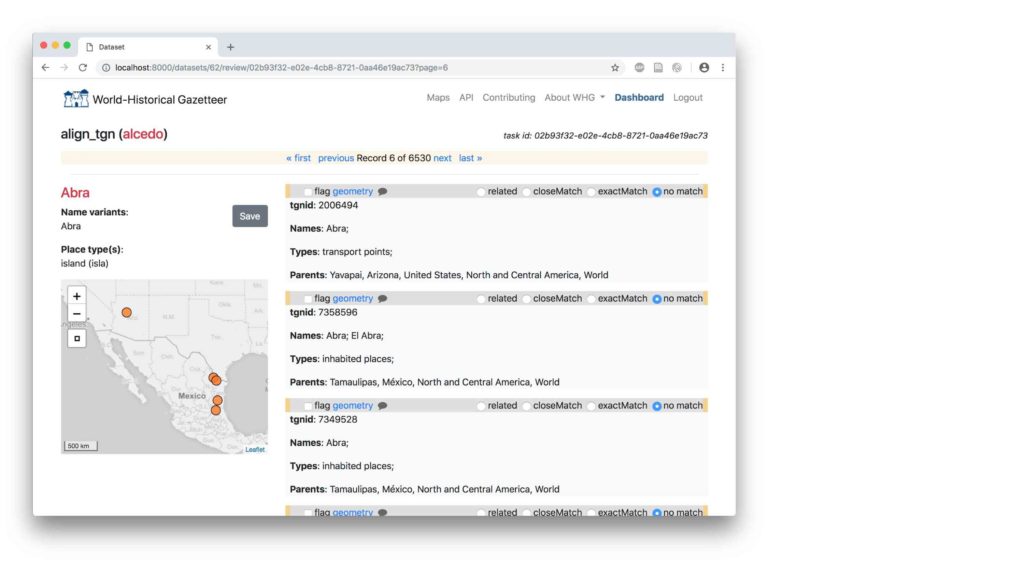 Dataset
localhost:8000/datasets/62/review/02b93f32-e02e-4cb8-8721-0aa46e19ac73?page=6
World-Historical Gazetteer
Maps API Contributing About WHG Dashboard Logout
align_tgn (alcedo)
task id: 02b93f32-e02e-4cb8-8721-0aa46e19ac73
« first previous Record 6 of 6530 next last »
Abra
Name variants:
Abra
Save
Place type(s):
island (isla)
+
−
Mexico
500 km
Leaflet
flag geometry related closeMatch exactMatch no match
tgnid: 2006494
Names: Abra;
Types: transport points;
Parents: Yavapai, Arizona, United States, North and Central America, World
flag geometry related closeMatch exactMatch no match
tgnid: 7358596
Names: Abra; El Abra;
Types: inhabited places;
Parents: Tamaulipas, México, North and Central America, World
flag geometry related closeMatch exactMatch no match
tgnid: 7349528
Names: Abra;
Types: inhabited places;
Parents: Tamaulipas, México, North and Central America, World
flag geometry related closeMatch exactMatch no match